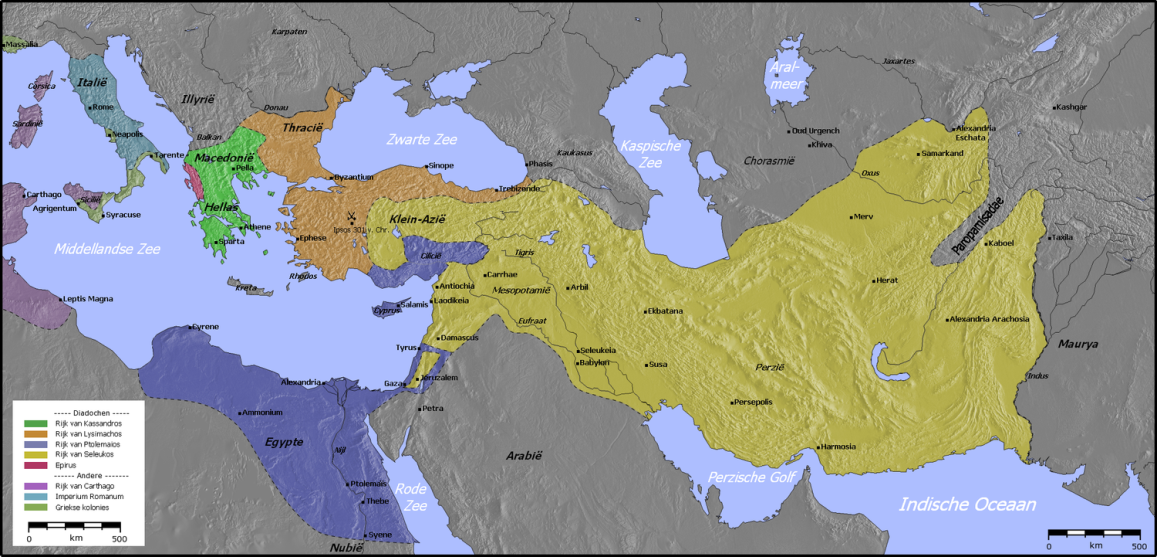 Karpaten
Massalia
Italië
Corsica
Illyrië
Donau
Aral-
meer
Jaxartes
Kashgar
Rome
Sardinië
Neapolis
Balkan
Thracië
Zwarte Zee
Kaspische
Zee
Oud Urgench
Khiva
Alexandria
Eschata
Tarente
Macedonië
Pella
Byzantium
Sinope
Phasis
Kaukasus
Chorasmië
Samarkand
Oxus
Carthago
Sicilië
Agrigentum
Syracuse
Hellas
Trebizonde
Klein-Azië
Merv
Paropanisadae
Kaboel
Taxila
Athene
Sparta
Ephese
Ipsos 301 v. Chr.
Middellandse Zee
Cilicië
Tigris
Rhodos
Kreta
Carrhae
Antiochia
Mesopotamië
Arbil
Herat
Leptis Magna
Salamis
Laodikeia
Cyprus
Ekbatana
Alexandria Arachosia
Cyrene
Eufraat
Damascus
Tyrus
Seleukeia
Babylon
Susa
Perzië
Maurya
Indus
Alexandria
Gaza
Jeruzalem
Petra
Persepolis
Ammonium
Egypte
Nijl
Arabië
Harmosia
Rode
Zee
Perzische Golf
Indische Oceaan
Ptolemaïs
Thebe
Syene
Nubië
Diadochen
Rijk van Kassandros
Rijk van Lysimachos
Rijk van Ptolemaios
Rijk van Seleukos
Epirus
Andere
Rijk van Carthago
Imperium Romanum
Griekse kolonies
0 km 500
0 km 500